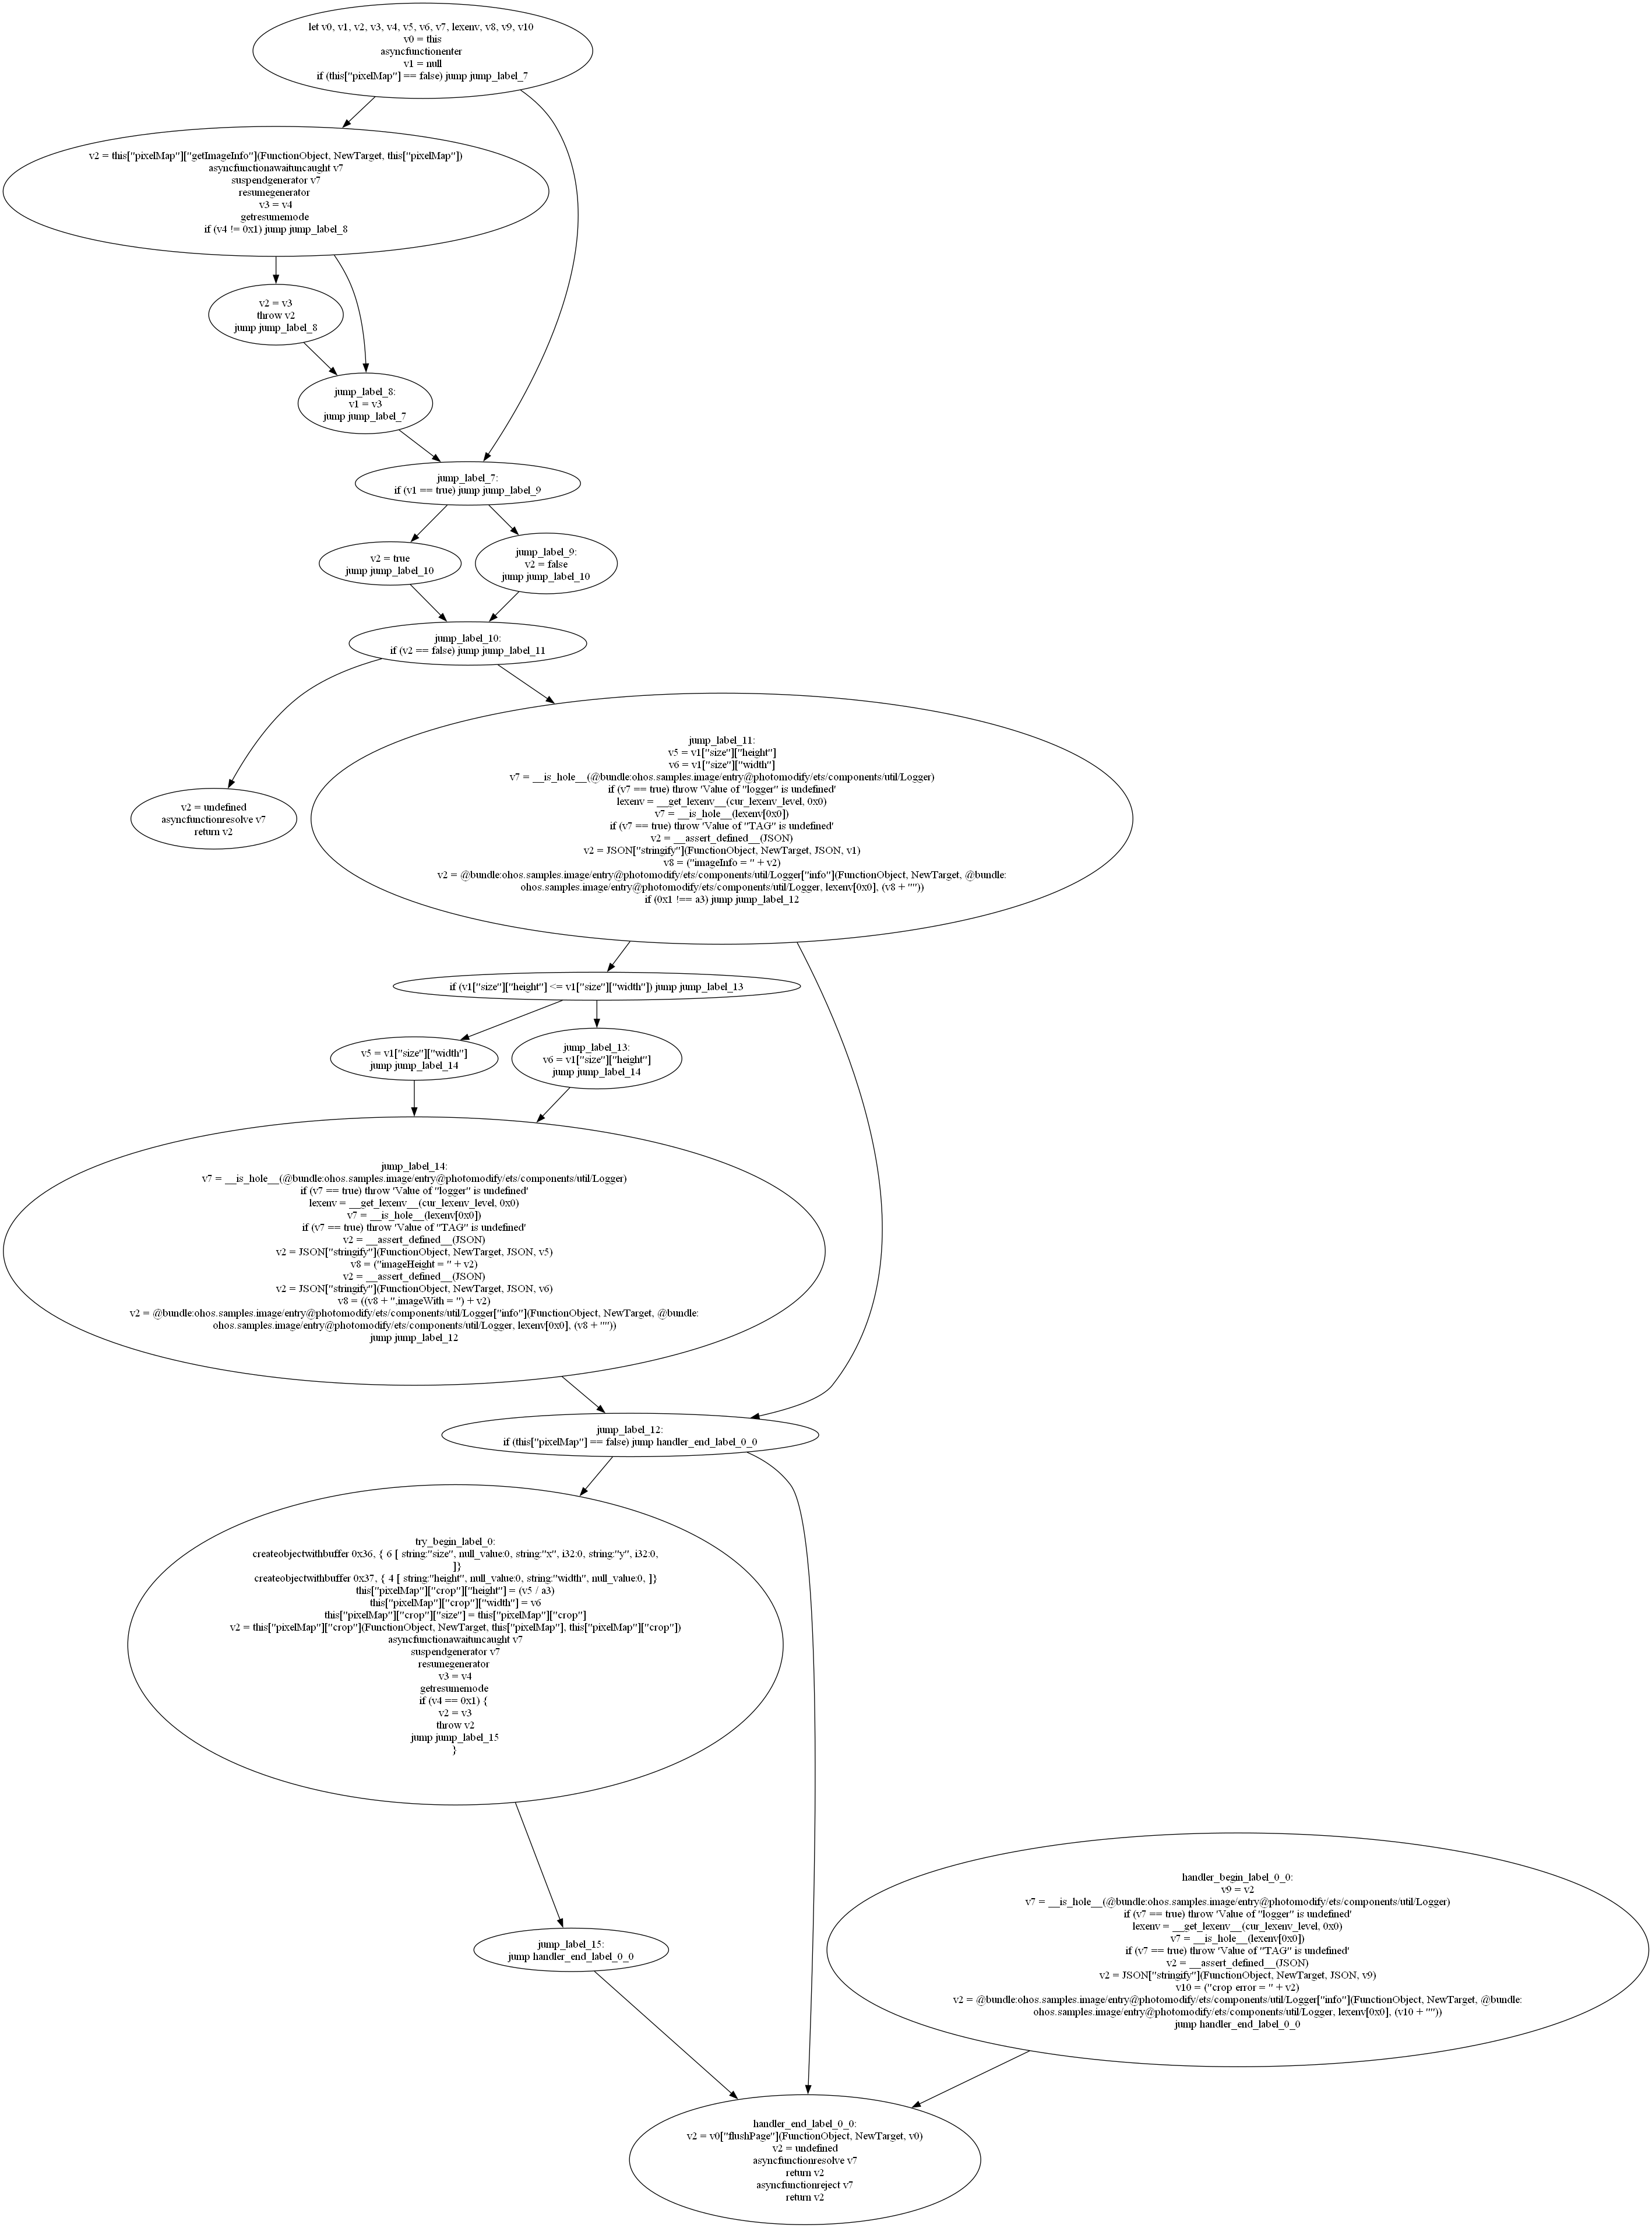 let v0, v1, v2, v3, v4, v5, v6, v7, lexenv, v8, v9, v10
v0 = this
asyncfunctionenter
v1 = null
if (this["pixelMap"] == false) jump jump_label_7
v2 = this["pixelMap"]["getImageInfo"](FunctionObject, NewTarget, this["pixelMap"])
asyncfunctionawaituncaught v7
suspendgenerator v7
resumegenerator
v3 = v4
getresumemode
if (v4 != 0x1) jump jump_label_8
v2 = v3
throw v2
jump jump_label_8
jump_label_8:
v1 = v3
jump jump_label_7
jump_label_7:
if (v1 == true) jump jump_label_9
v2 = true
jump jump_label_10
jump_label_9:
v2 = false
jump jump_label_10
jump_label_10:
if (v2 == false) jump jump_label_11
v2 = undefined
asyncfunctionresolve v7
return v2
jump_label_11:
v5 = v1["size"]["height"]
v6 = v1["size"]["width"]
v7 = __is_hole__(@bundle:ohos.samples.image/entry@photomodify/ets/components/util/Logger)
if (v7 == true) throw 'Value of "logger" is undefined'
lexenv = __get_lexenv__(cur_lexenv_level, 0x0)
v7 = __is_hole__(lexenv[0x0])
if (v7 == true) throw 'Value of "TAG" is undefined'
v2 = __assert_defined__(JSON)
v2 = JSON["stringify"](FunctionObject, NewTarget, JSON, v1)
v8 = ("imageInfo = " + v2)
v2 = @bundle:ohos.samples.image/entry@photomodify/ets/components/util/Logger["info"](FunctionObject, NewTarget, @bundle:
ohos.samples.image/entry@photomodify/ets/components/util/Logger, lexenv[0x0], (v8 + ""))
if (0x1 !== a3) jump jump_label_12
if (v1["size"]["height"] <= v1["size"]["width"]) jump jump_label_13
v5 = v1["size"]["width"]
jump jump_label_14
jump_label_13:
v6 = v1["size"]["height"]
jump jump_label_14
jump_label_14:
v7 = __is_hole__(@bundle:ohos.samples.image/entry@photomodify/ets/components/util/Logger)
if (v7 == true) throw 'Value of "logger" is undefined'
lexenv = __get_lexenv__(cur_lexenv_level, 0x0)
v7 = __is_hole__(lexenv[0x0])
if (v7 == true) throw 'Value of "TAG" is undefined'
v2 = __assert_defined__(JSON)
v2 = JSON["stringify"](FunctionObject, NewTarget, JSON, v5)
v8 = ("imageHeight = " + v2)
v2 = __assert_defined__(JSON)
v2 = JSON["stringify"](FunctionObject, NewTarget, JSON, v6)
v8 = ((v8 + ",imageWith = ") + v2)
v2 = @bundle:ohos.samples.image/entry@photomodify/ets/components/util/Logger["info"](FunctionObject, NewTarget, @bundle:
ohos.samples.image/entry@photomodify/ets/components/util/Logger, lexenv[0x0], (v8 + ""))
jump jump_label_12
jump_label_12:
if (this["pixelMap"] == false) jump handler_end_label_0_0
try_begin_label_0:
createobjectwithbuffer 0x36, { 6 [ string:"size", null_value:0, string:"x", i32:0, string:"y", i32:0,
]}
createobjectwithbuffer 0x37, { 4 [ string:"height", null_value:0, string:"width", null_value:0, ]}
this["pixelMap"]["crop"]["height"] = (v5 / a3)
this["pixelMap"]["crop"]["width"] = v6
this["pixelMap"]["crop"]["size"] = this["pixelMap"]["crop"]
v2 = this["pixelMap"]["crop"](FunctionObject, NewTarget, this["pixelMap"], this["pixelMap"]["crop"])
asyncfunctionawaituncaught v7
suspendgenerator v7
resumegenerator
v3 = v4
getresumemode
if (v4 == 0x1) {
v2 = v3
throw v2
jump jump_label_15
}
jump_label_15:
jump handler_end_label_0_0
handler_begin_label_0_0:
v9 = v2
v7 = __is_hole__(@bundle:ohos.samples.image/entry@photomodify/ets/components/util/Logger)
if (v7 == true) throw 'Value of "logger" is undefined'
lexenv = __get_lexenv__(cur_lexenv_level, 0x0)
v7 = __is_hole__(lexenv[0x0])
if (v7 == true) throw 'Value of "TAG" is undefined'
v2 = __assert_defined__(JSON)
v2 = JSON["stringify"](FunctionObject, NewTarget, JSON, v9)
v10 = ("crop error = " + v2)
v2 = @bundle:ohos.samples.image/entry@photomodify/ets/components/util/Logger["info"](FunctionObject, NewTarget, @bundle:
ohos.samples.image/entry@photomodify/ets/components/util/Logger, lexenv[0x0], (v10 + ""))
jump handler_end_label_0_0
handler_end_label_0_0:
v2 = v0["flushPage"](FunctionObject, NewTarget, v0)
v2 = undefined
asyncfunctionresolve v7
return v2
asyncfunctionreject v7
return v2